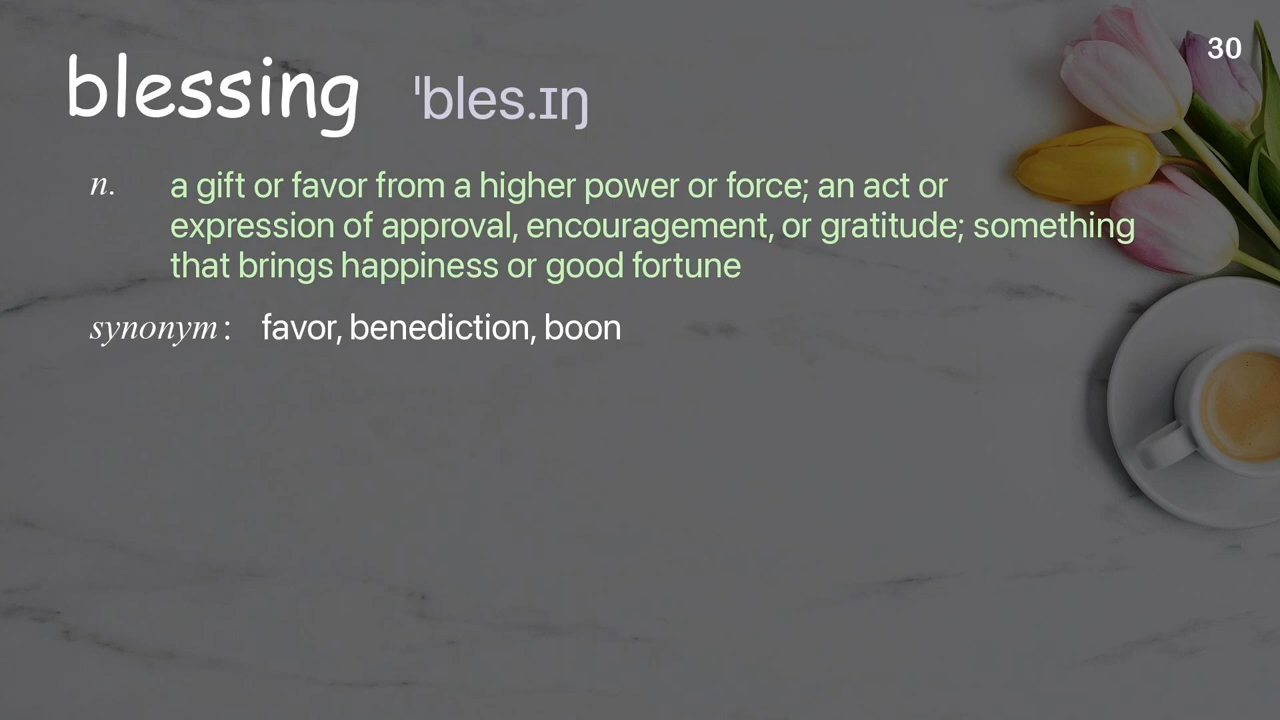 30
blessing ˈbles.ɪŋ
n. a gift or favor from a higher power or force; an act or
expression of approval, encouragement, or gratitude; something
that brings happiness or good fortune
synonym: favor, benediction, boon